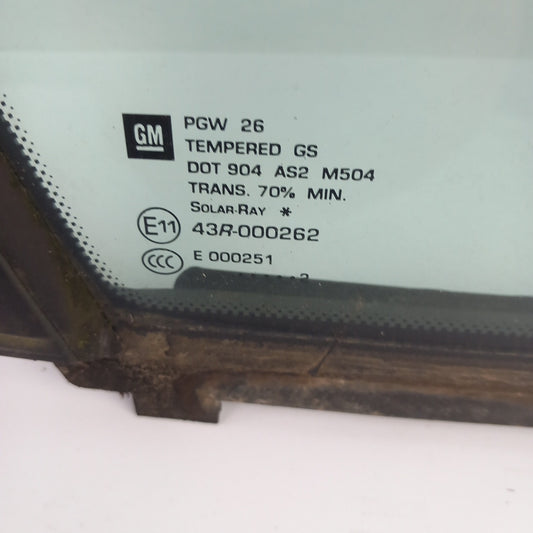 GM
PGW 26
TEMPERED GS
DOT 904 AS2 M504
TRANS. 70% MIN.
SOLAR-RAY *
E11 43R-000262
CCC E 000251